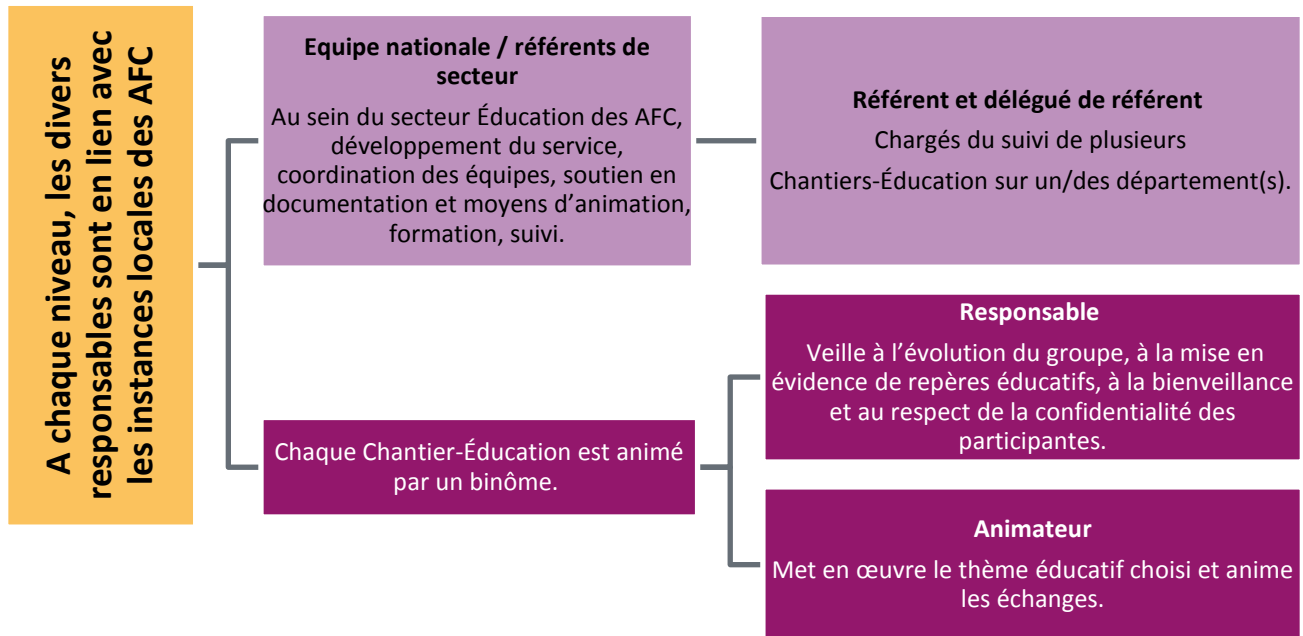 A chaque niveau, les divers
responsables sont en lien avec
les instances locales des AFC
Equipe nationale / référents de
secteur
Au sein du secteur Éducation des AFC,
développement du service,
coordination des équipes, soutien en
documentation et moyens d’animation,
formation, suivi.
Référent et délégué de référent
Chargés du suivi de plusieurs
Chantiers-Éducation sur un/des département(s).
Chaque Chantier-Éducation est animé
par un binôme.
Responsable
Veille à l’évolution du groupe, à la mise en
évidence de repères éducatifs, à la bienveillance
et au respect de la confidentialité des
participantes.
Animateur
Met en œuvre le thème éducatif choisi et anime
les échanges.